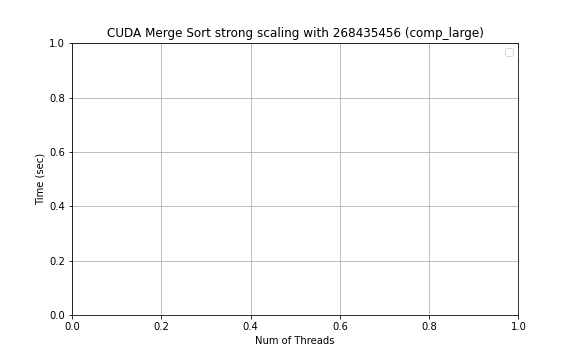 CUDA Merge Sort strong scaling with 268435456 (comp_large)
1.0
0.8
0.6
0.4
0.2
0.0
Time (sec)
0.0 0.2 0.4 0.6 0.8 1.0
Num of Threads